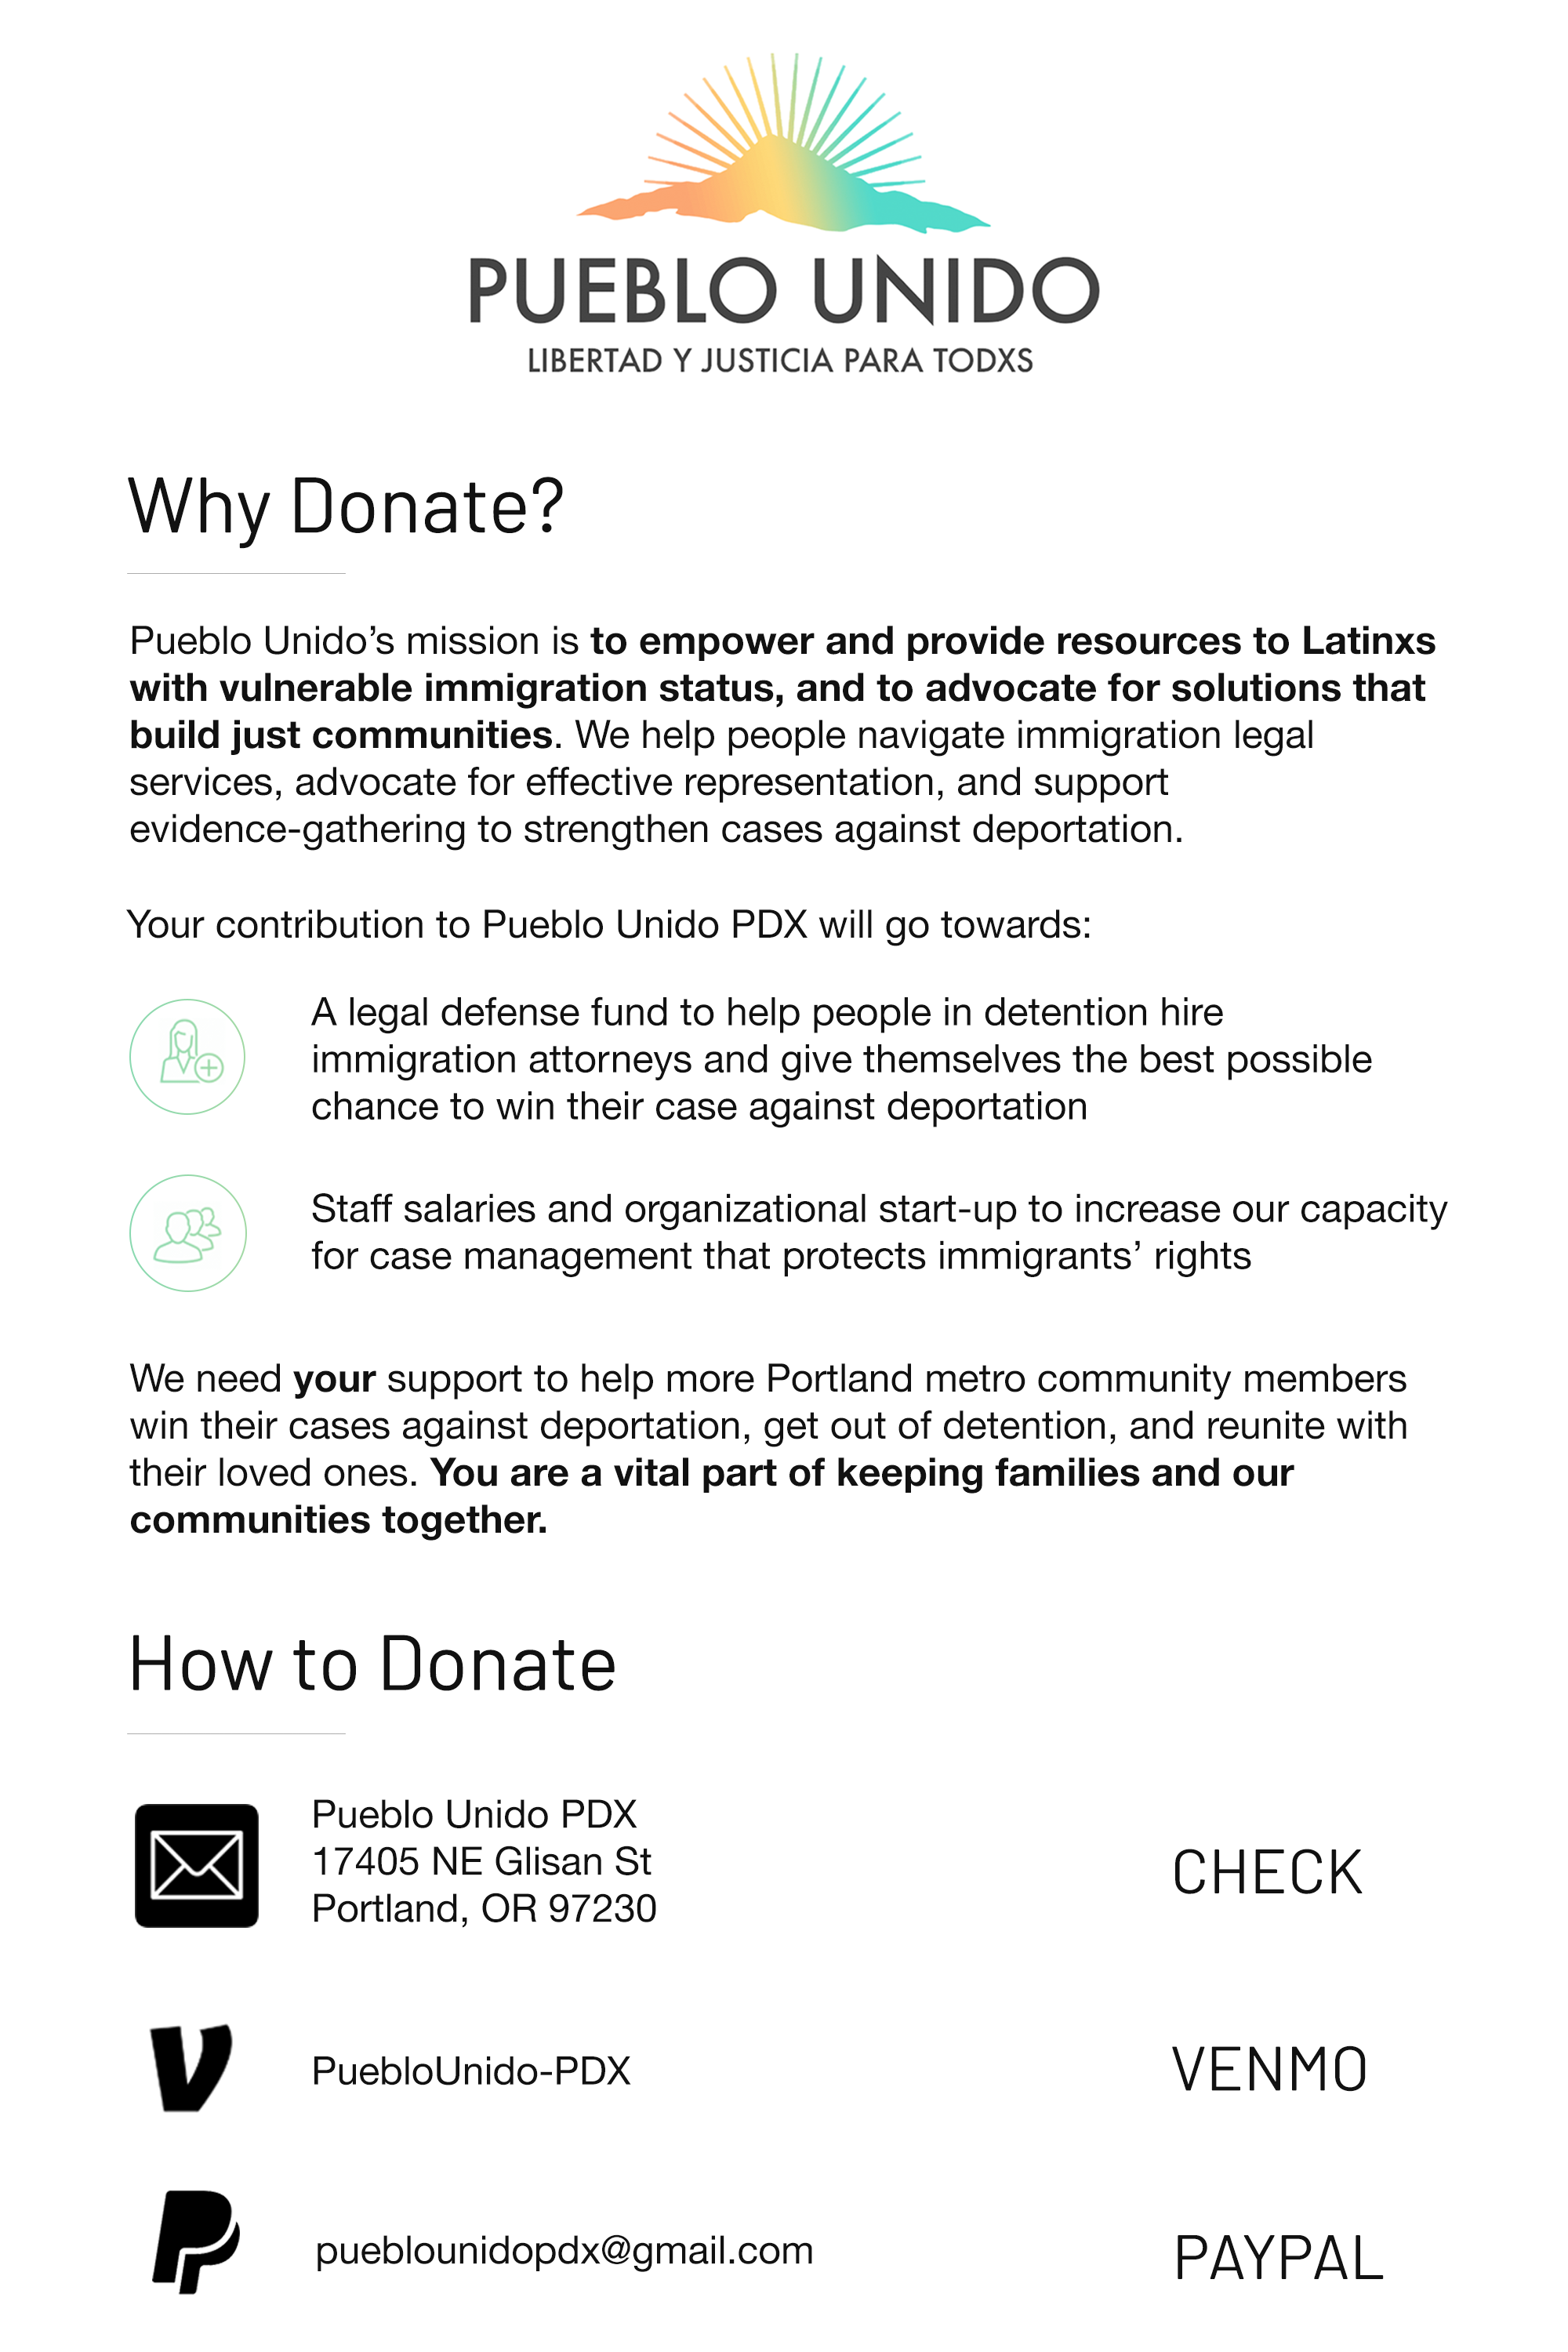 PUEBLO UNIDO
LIBERTAD Y JUSTICIA PARA TODXS
Why Donate?
Pueblo Unido’s mission is to empower and provide resources to Latinxs
with vulnerable immigration status, and to advocate for solutions that
build just communities. We help people navigate immigration legal
services, advocate for effective representation, and support
evidence-gathering to strengthen cases against deportation.
Your contribution to Pueblo Unido PDX will go towards:
A legal defense fund to help people in detention hire
immigration attorneys and give themselves the best possible
chance to win their case against deportation
Staff salaries and organizational start-up to increase our capacity
for case management that protects immigrants’ rights
We need your support to help more Portland metro community members
win their cases against deportation, get out of detention, and reunite with
their loved ones. You are a vital part of keeping families and our
communities together.
How to Donate
Pueblo Unido PDX
17405 NE Glisan St
Portland, OR 97230
CHECK
PuebloUnido-PDX
VENMO
pueblounidopdx@gmail.com
PAYPAL